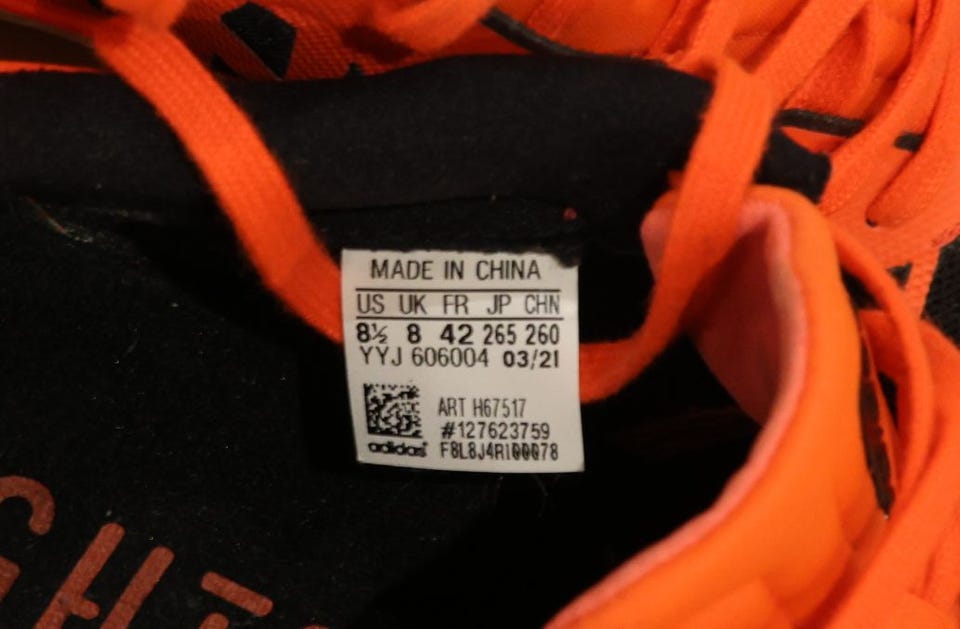 MADE IN CHINA
US UK FR JP CHN
8½ 8 42 265 260
YYJ 606004 03/21
ART H67517
#127623759
adidas F8L8J4R100078
GHT